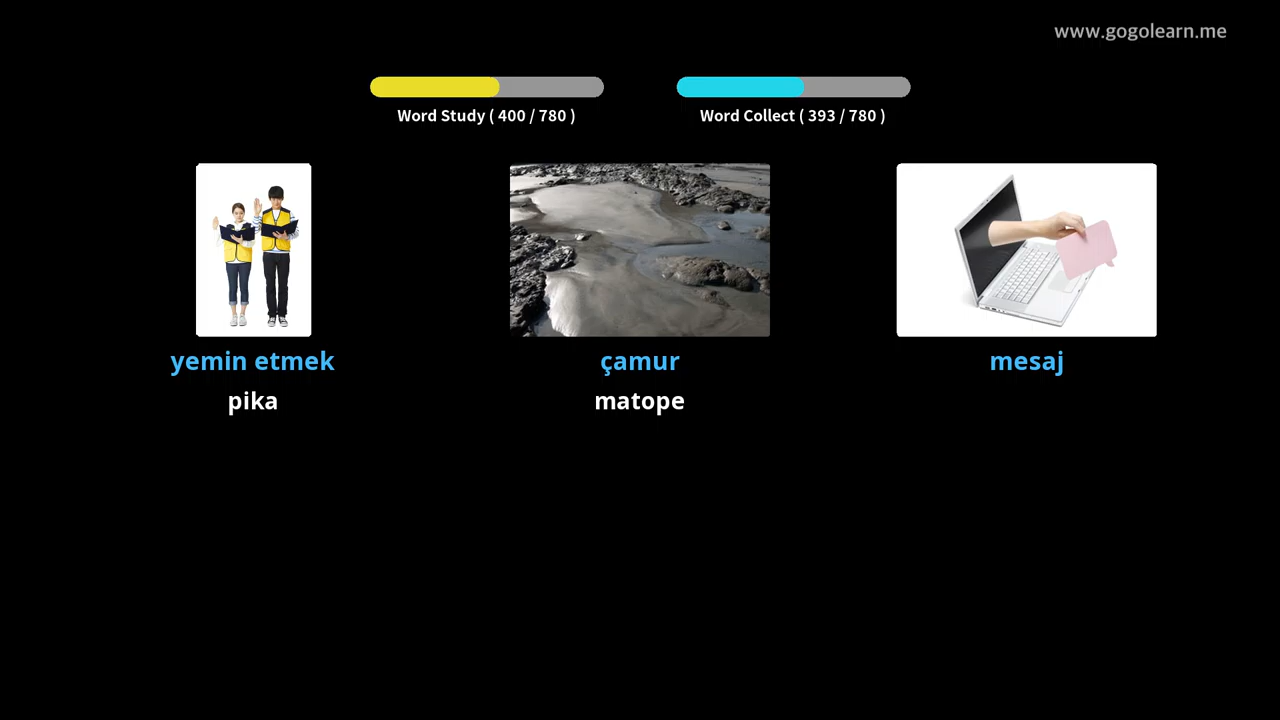 www.gogolearn.me
Word Study ( 400 / 780 )
Word Collect ( 393 / 780 )
yemin etmek
pika
çamur
matope
mesaj